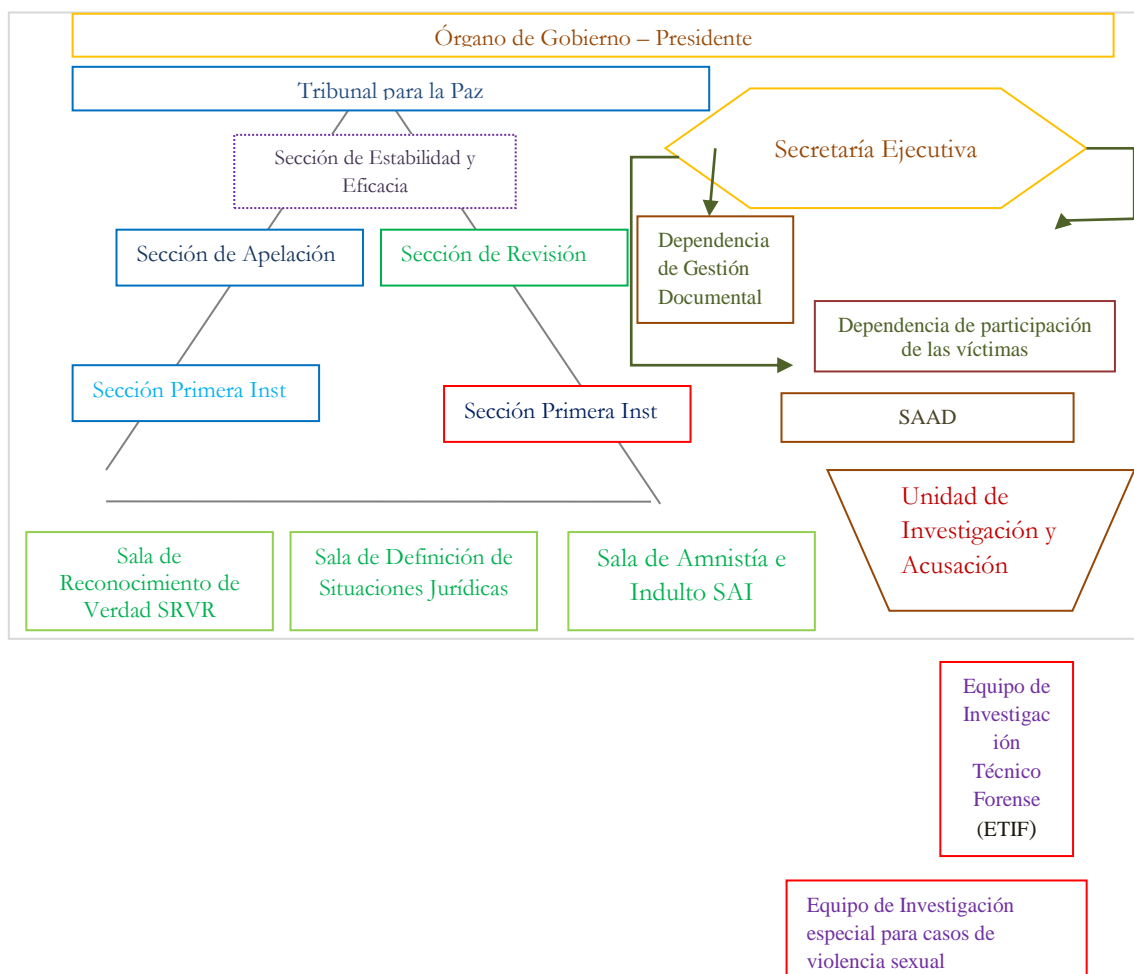 Órgano de Gobierno – Presidente
Tribunal para la Paz
Sección de Estabilidad y
Eficacia
Secretaría Ejecutiva
Sección de Apelación
Sección de Revisión
Dependencia
de Gestión
Documental
Dependencia de participación
de las víctimas
Sección Primera Inst
Sección Primera Inst
SAAD
Unidad de
Investigación y
Acusación
Sala de
Reconocimiento de
Verdad SRVR
Sala de Definición de
Situaciones Jurídicas
Sala de Amnistía e
Indulto SAI
Equipo de
Investigac
ión
Técnico
Forense
(ETIF)
Equipo de Investigación
especial para casos de
violencia sexual